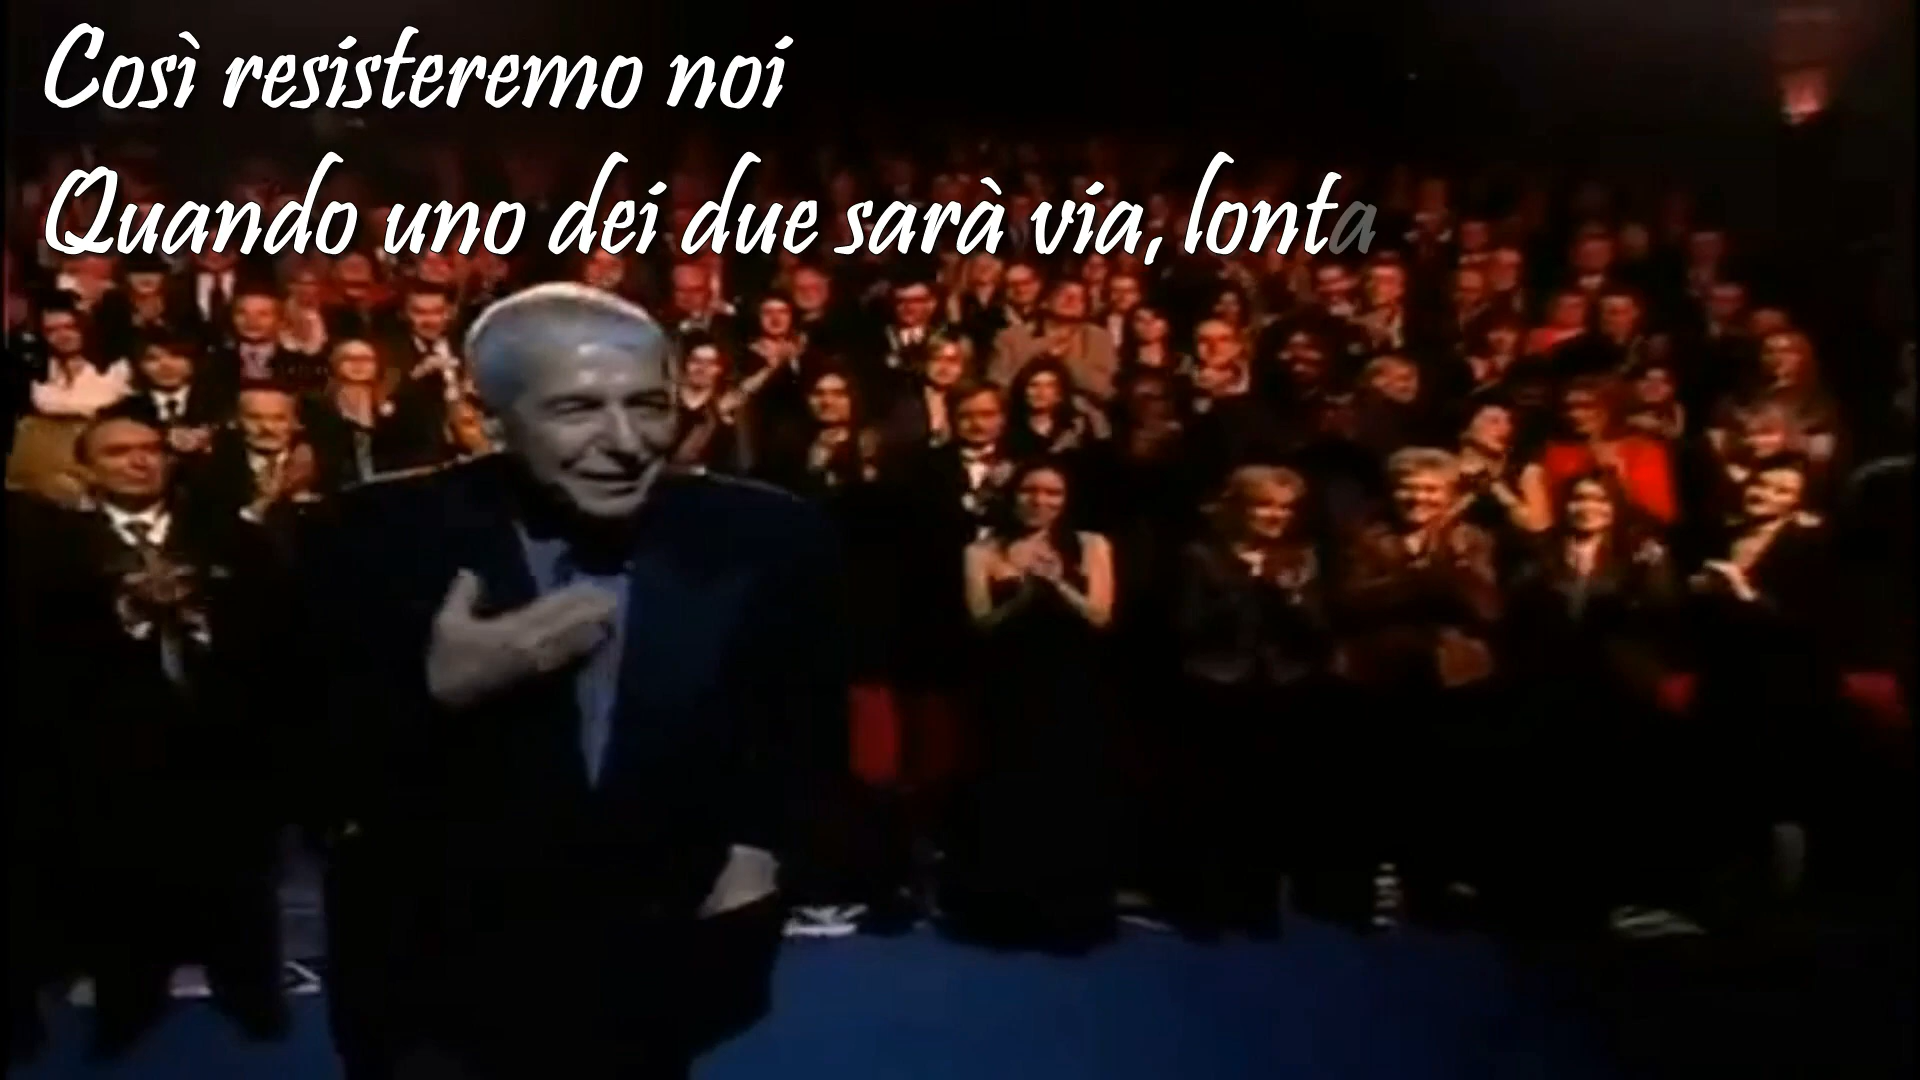 Così resisteremo noi
Quando uno dei due sarà via, lonta